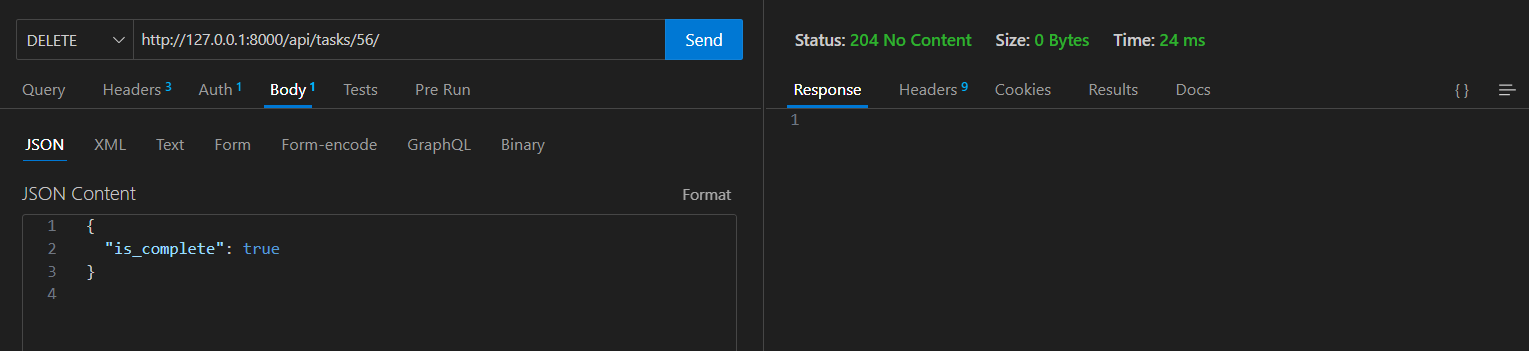 DELETE http://127.0.0.1:8000/api/tasks/56/ Send
Query Headers 3 Auth 1 Body 1 Tests Pre Run
JSON XML Text Form Form-encode GraphQL Binary
JSON Content Format
1 {
2 "is_complete": true
3 }
4
Status: 204 No Content Size: 0 Bytes Time: 24 ms
Response Headers 9 Cookies Results Docs { }
1